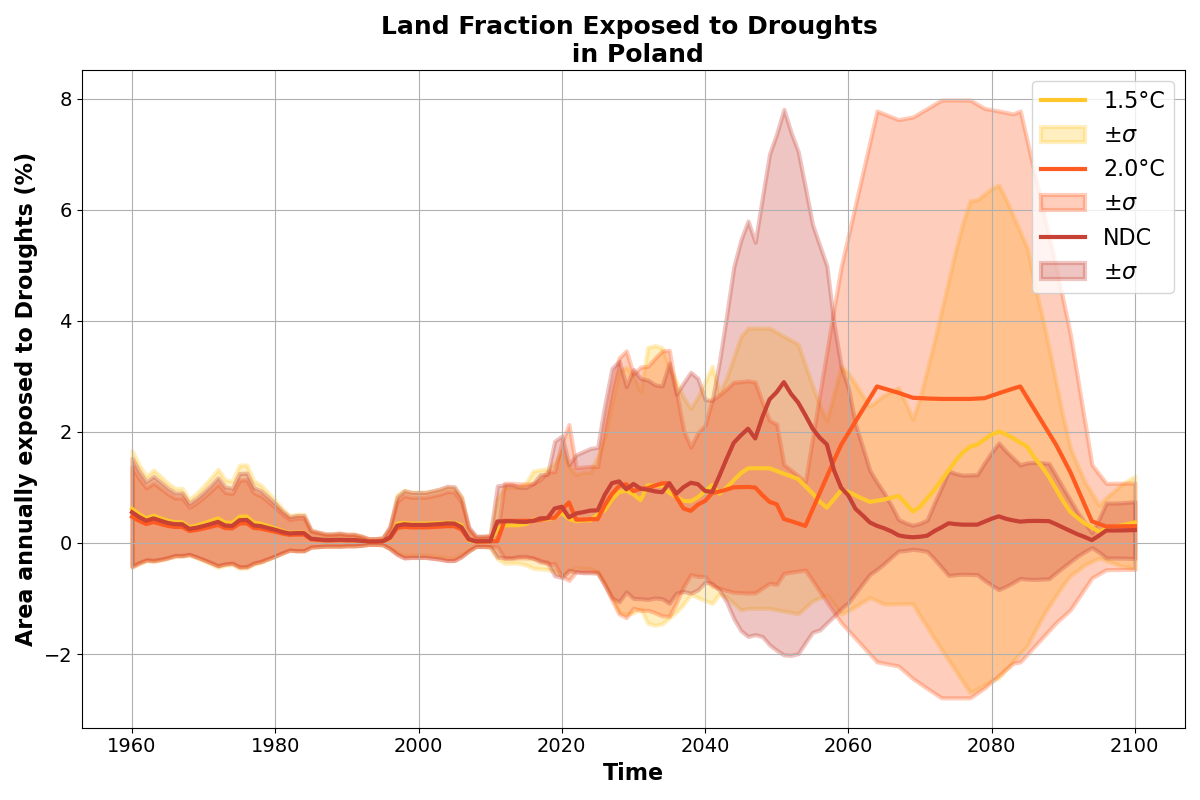 Land Fraction Exposed to Droughts
in Poland
Area annually exposed to Droughts (%)
8
6
4
2
0
−2
1.5°C
±σ
2.0°C
±σ
NDC
±σ
1960
1980
2000
2020
2040
2060
2080
2100
Time